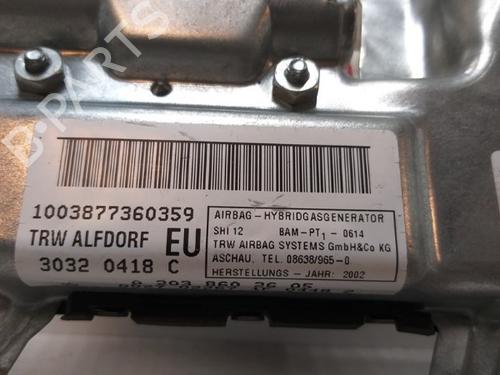 B-PARTS
1003877360359
TRW ALFDORF EU
3032 0418 C
AIRBAG-HYBRIDGASGENERATOR
SHI 12 BAM-PT1-0614
TRW AIRBAG SYSTEMS GmbH&Co KG
ASCHAU. TEL. 08638/965-0
HERSTELLUNGS - JAHR: 2002